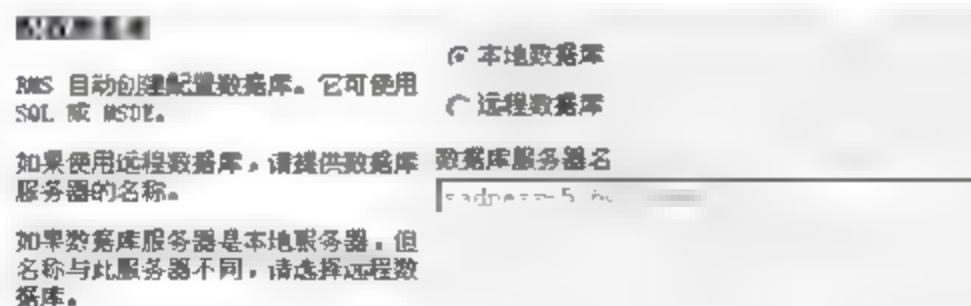 RMS 自动创建配置数据库。它可使用
SQL 或 MSDE。
如果使用远程数据库，请提供数据库
服务器的名称。
如果数据库服务器是本地服务器，但
名称与此服务器不同，请选择远程数
据库。
本地数据库
远程数据库
数据库服务器名